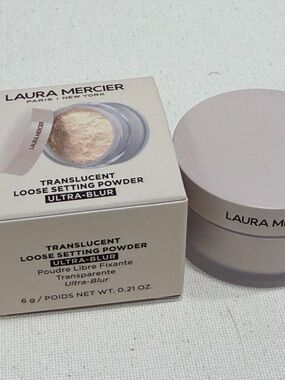 LAURA MERCIER
PARIS | NEW YORK
LAURA MERCIER
TRANSLUCENT
LOOSE SETTING POWDER
ULTRA-BLUR
TRANSLUCENT
LOOSE SETTING POWDER
ULTRA-BLUR
Poudre Libre Fixante
Transparente
Ultra-Blur
6 g / POIDS NET WT. 0.21 OZ.
LAURA ME